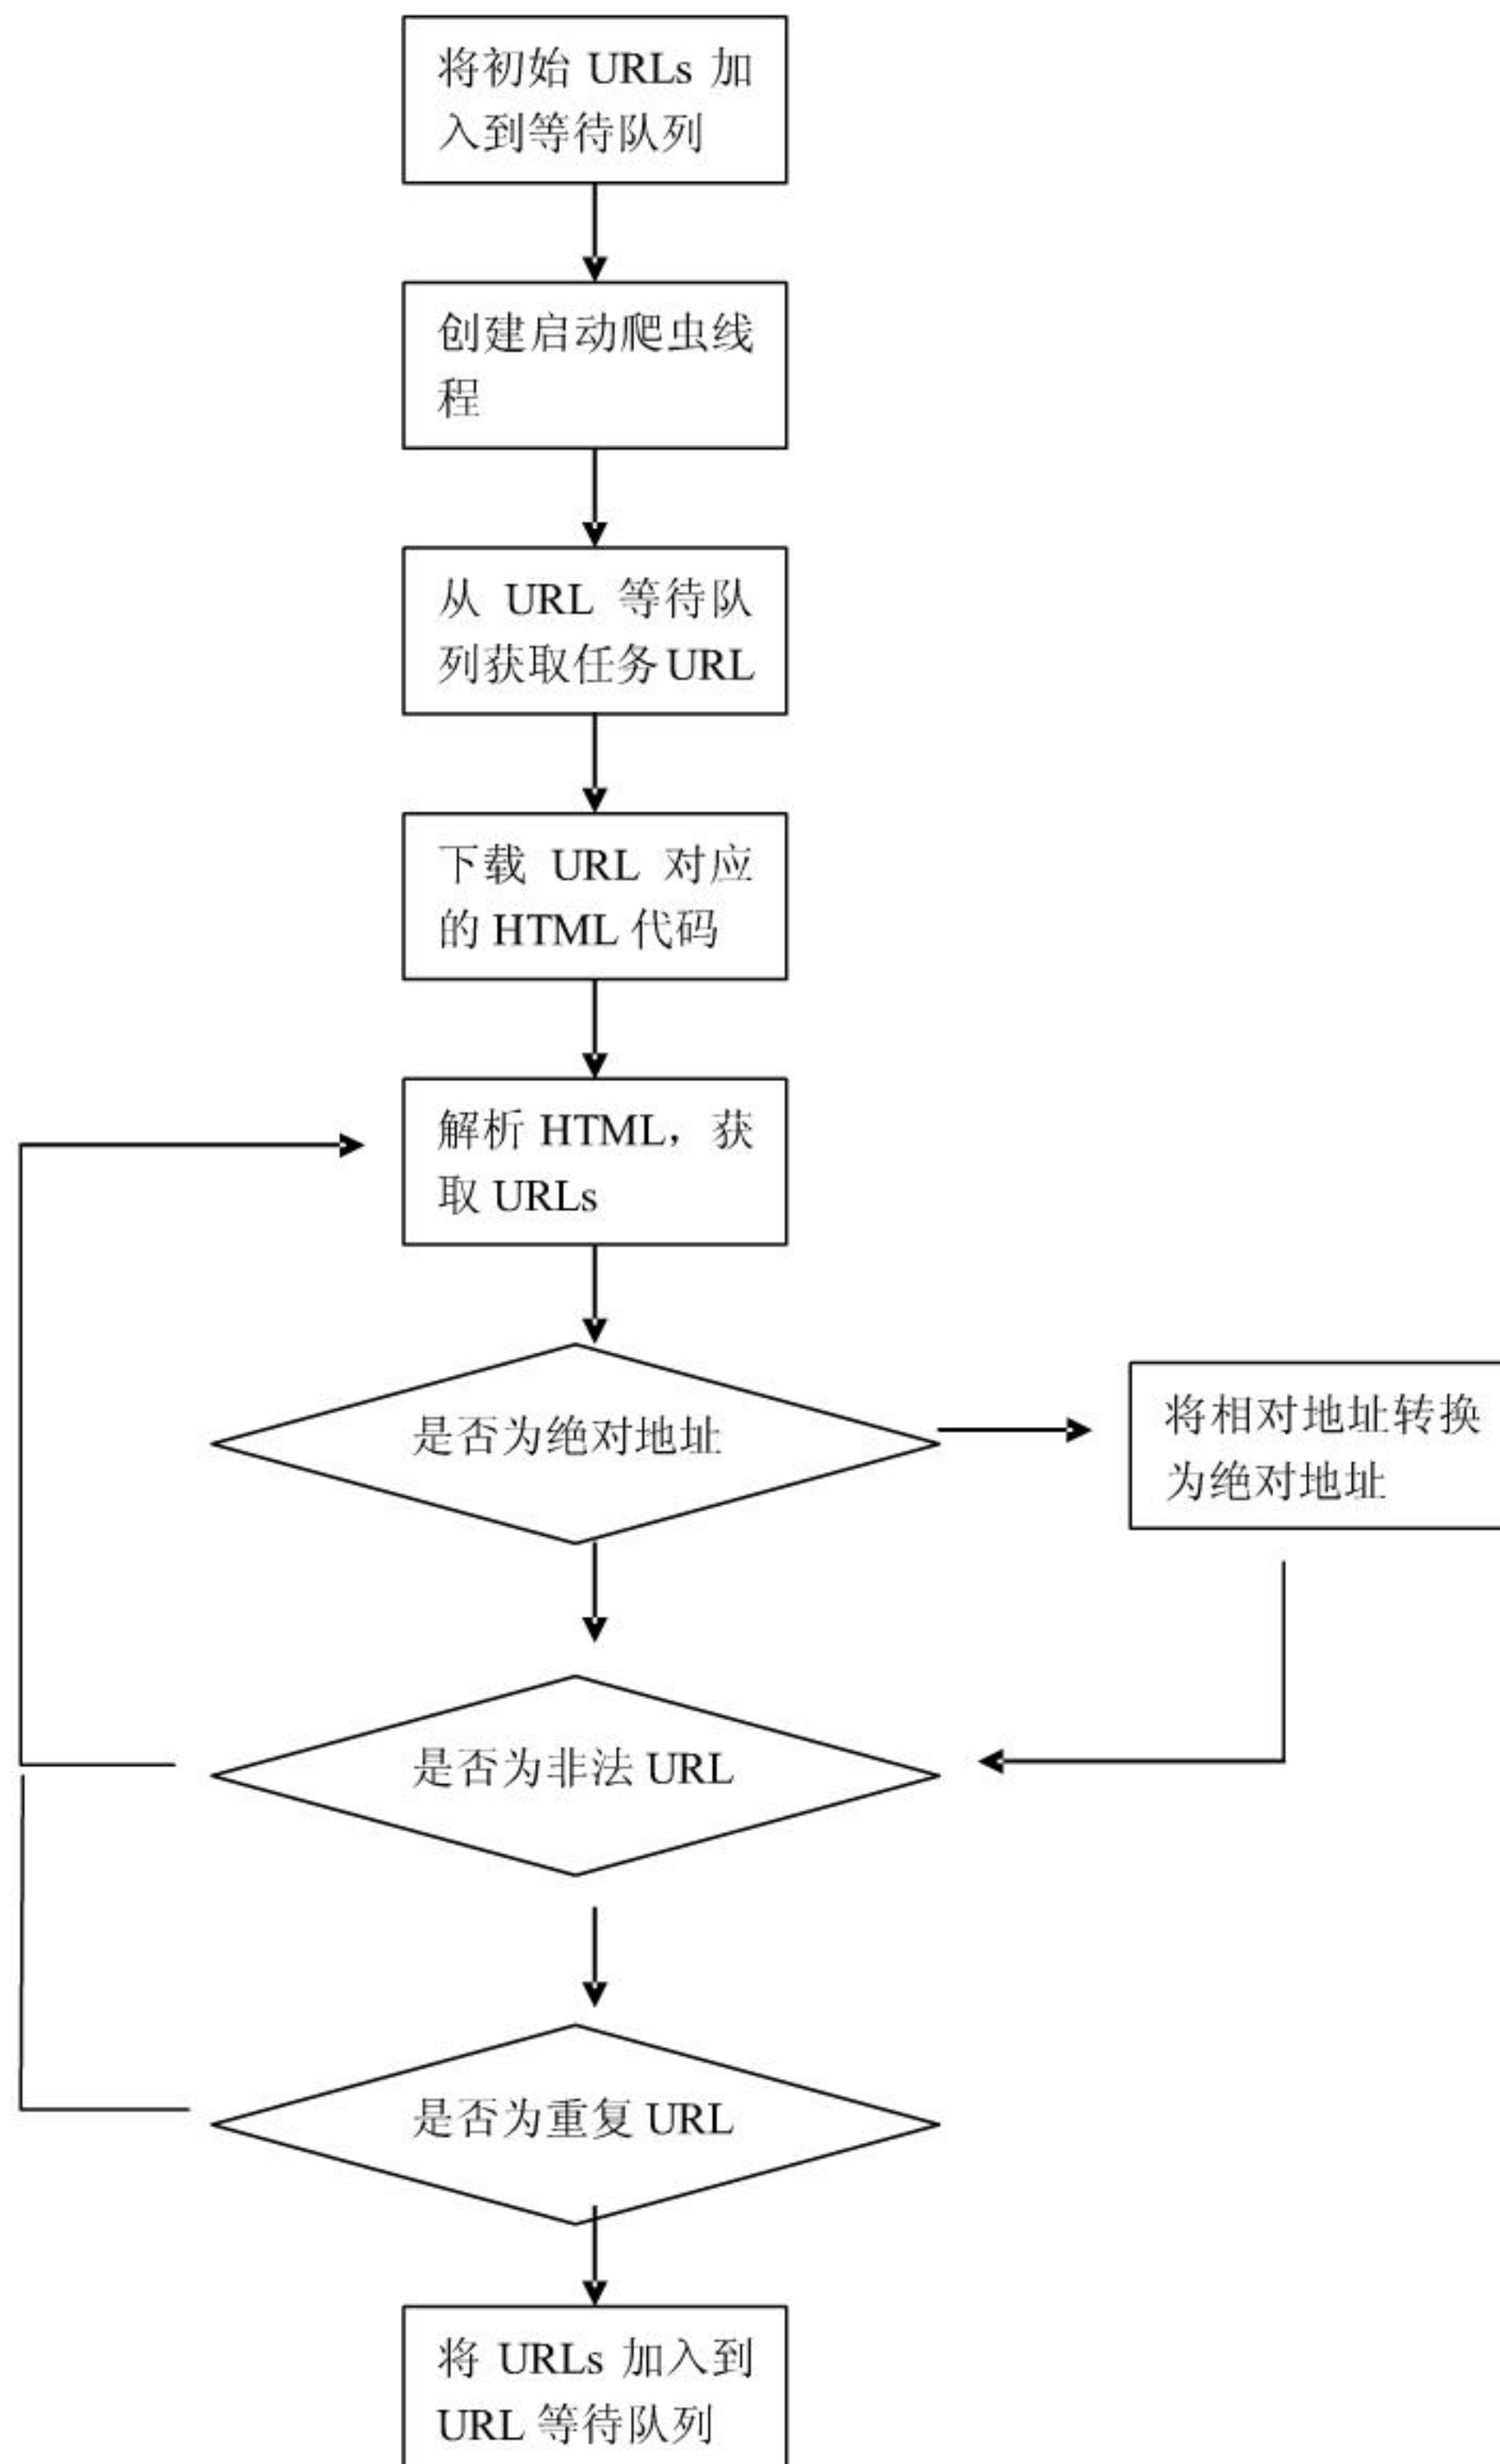 将初始 URLs 加
入到等待队列
创建启动爬虫线
程
从 URL 等待队
列获取任务 URL
下载 URL 对应
的 HTML 代码
解析 HTML，获
取 URLs
是否为绝对地址
将相对地址转换
为绝对地址
是否为非法 URL
是否为重复 URL
将 URLs 加入到
URL 等待队列